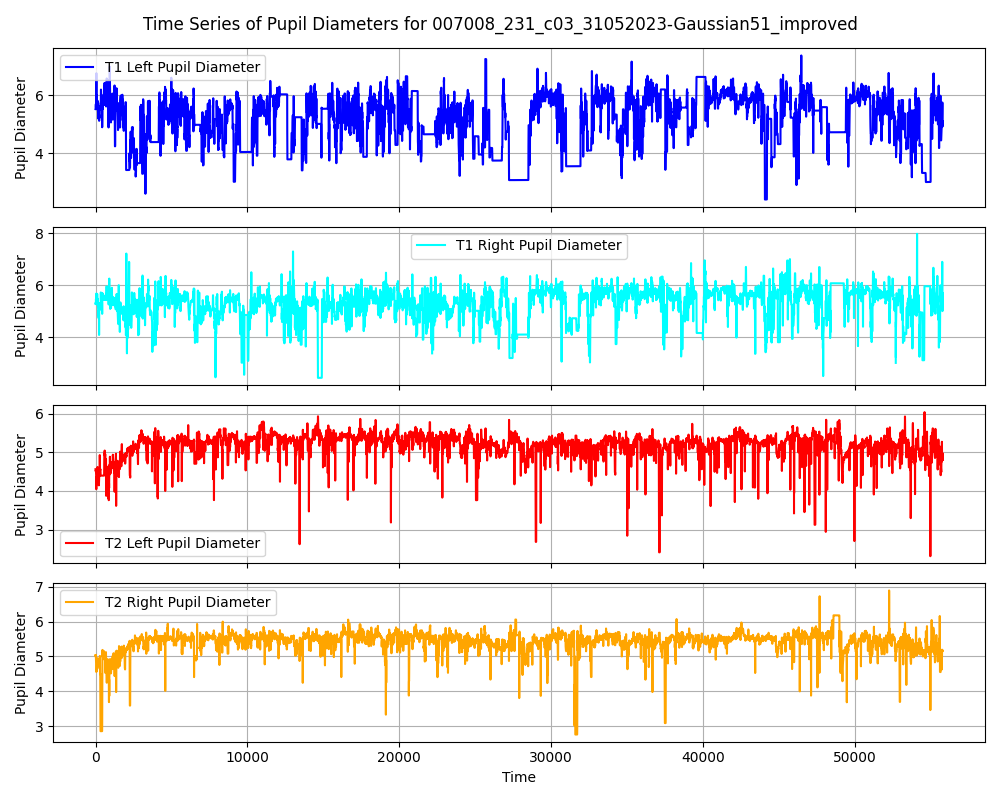 Time Series of Pupil Diameters for 007008_231_c03_31052023-Gaussian51_improved
Pupil Diameter
6
4
T1 Left Pupil Diameter
Pupil Diameter
8
6
4
T1 Right Pupil Diameter
Pupil Diameter
6
5
4
3
T2 Left Pupil Diameter
Pupil Diameter
7
6
5
4
3
T2 Right Pupil Diameter
0 10000 20000 30000 40000 50000
Time